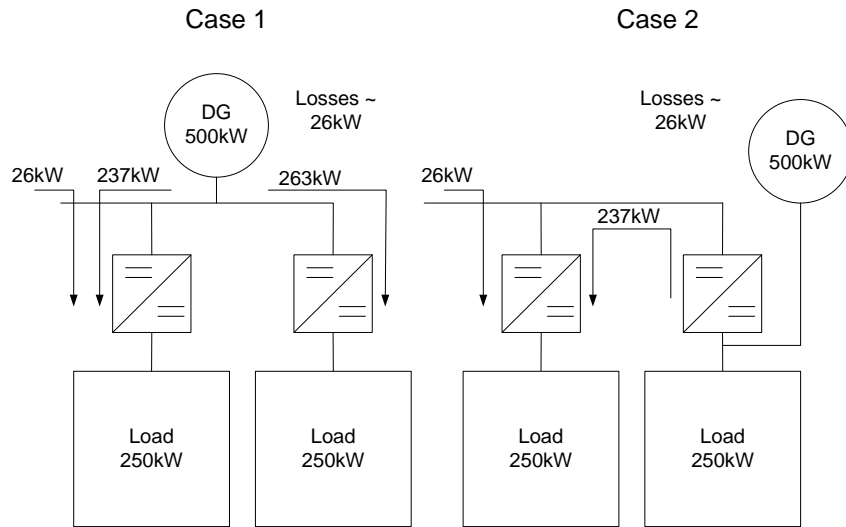 Case 1
Case 2
DG
500kW
Losses ~
26kW
Losses ~
26kW
DG
500kW
26kW
237kW
263kW
26kW
237kW
Load
250kW
Load
250kW
Load
250kW
Load
250kW